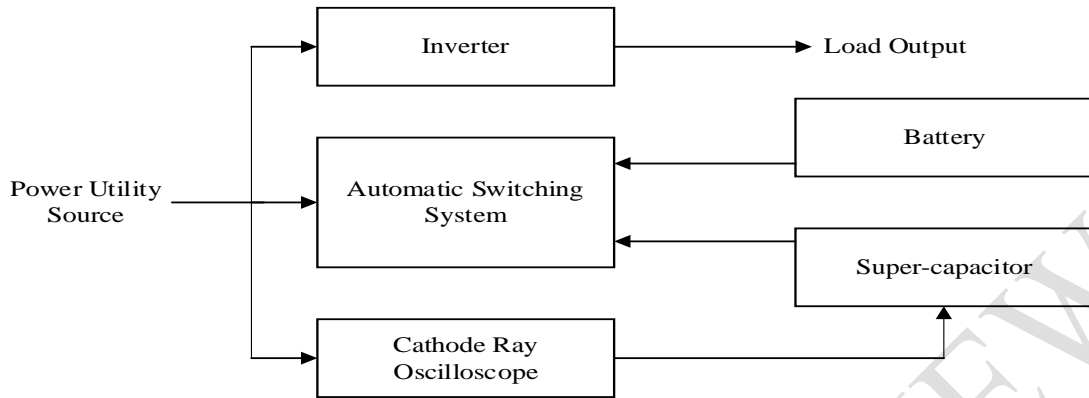 Inverter
Load Output
Battery
Power Utility
Source
Automatic Switching
System
Super-capacitor
Cathode Ray
Oscilloscope